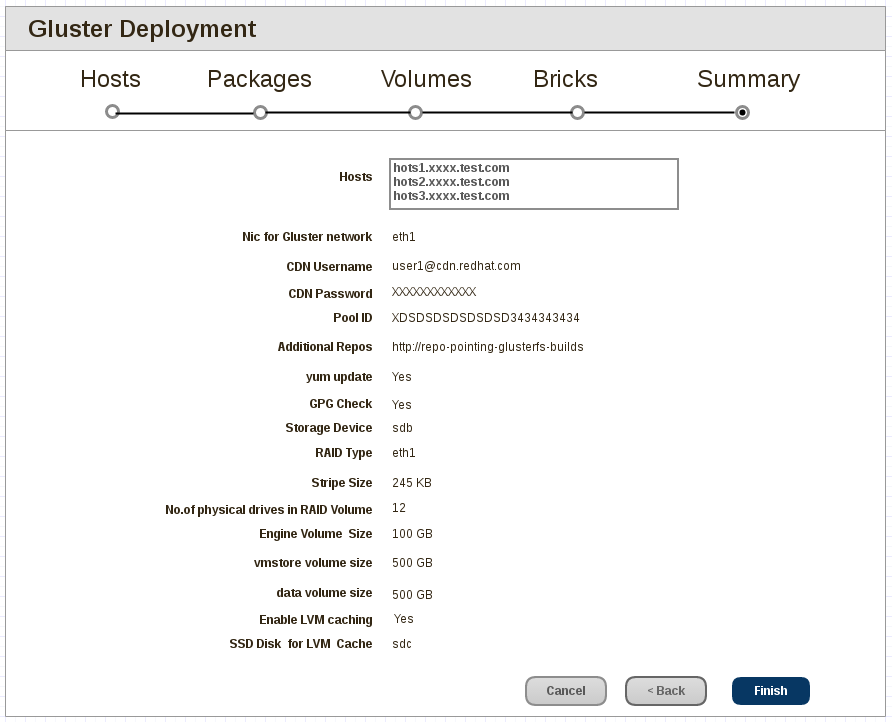 Gluster Deployment
Hosts Packages Volumes Bricks Summary
Hosts hots1.xxxx.test.com
hots2.xxxx.test.com
hots3.xxxx.test.com
Nic for Gluster network eth1
CDN Username user1@cdn.redhat.com
CDN Password XXXXXXXXXXXX
Pool ID XDSDSDSDSDSDSD3434343434
Additional Repos http://repo-pointing-glusterfs-builds
yum update Yes
GPG Check Yes
Storage Device sdb
RAID Type eth1
Stripe Size 245 KB
No.of physical drives in RAID Volume 12
Engine Volume Size 100 GB
vmstore volume size 500 GB
data volume size 500 GB
Enable LVM caching Yes
SSD Disk for LVM Cache sdc
Cancel < Back Finish